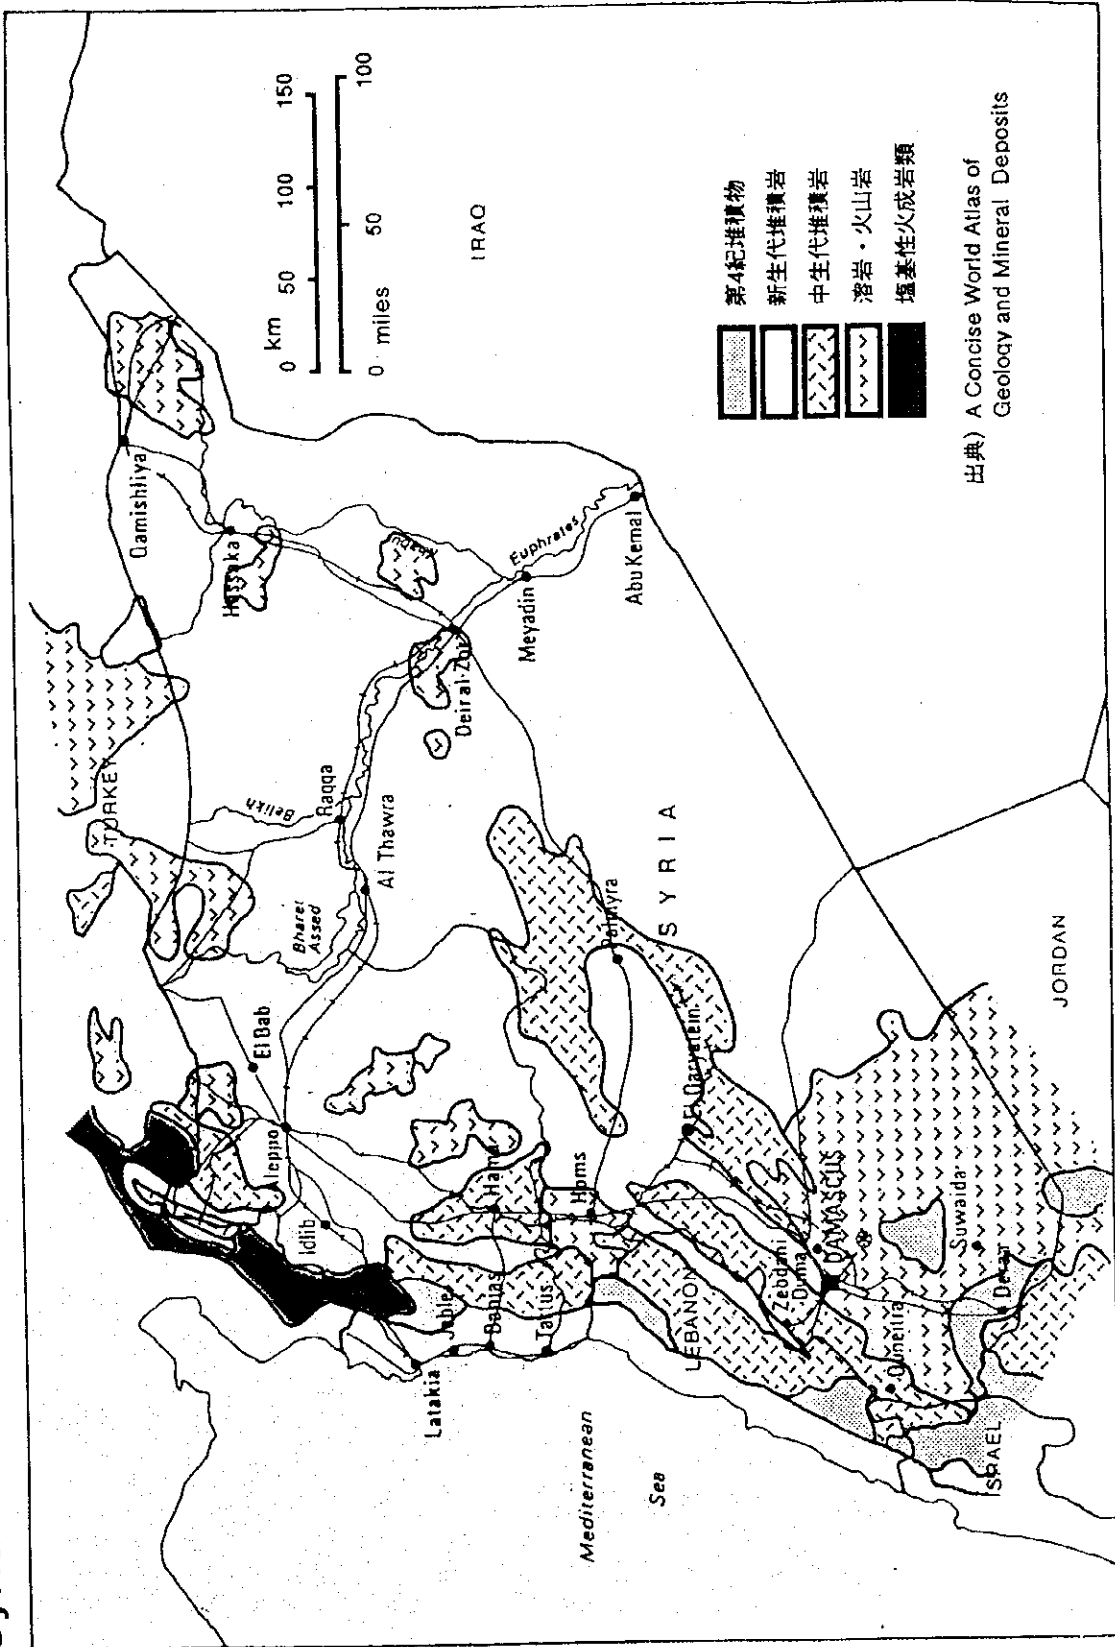 TURKEY
Qamishliya
Hassaka
Belikh
Raqqa
Al Thawra
Bharet
Assed
El Bab
Aleppo
Idlib
Deiral-Zor
Meyadin
Euphrates
Abu Kemal
IRAQ
0 km 50 100 150
0 miles 50 100
Latakia
Jable
Banias
Tartus
Hama
Homs
Palmyra
SYRIA
El Qaryatein
Mediterranean
Sea
LEBANON
Zebdani
Duma
DAMASCUS
Quneitra
Suwaida
Deraa
ISRAEL
JORDAN
第4紀堆積物
新生代堆積岩
中生代堆積岩
溶岩・火山岩
塩基性火成岩類
出典) A Concise World Atlas of
Geology and Mineral Deposits